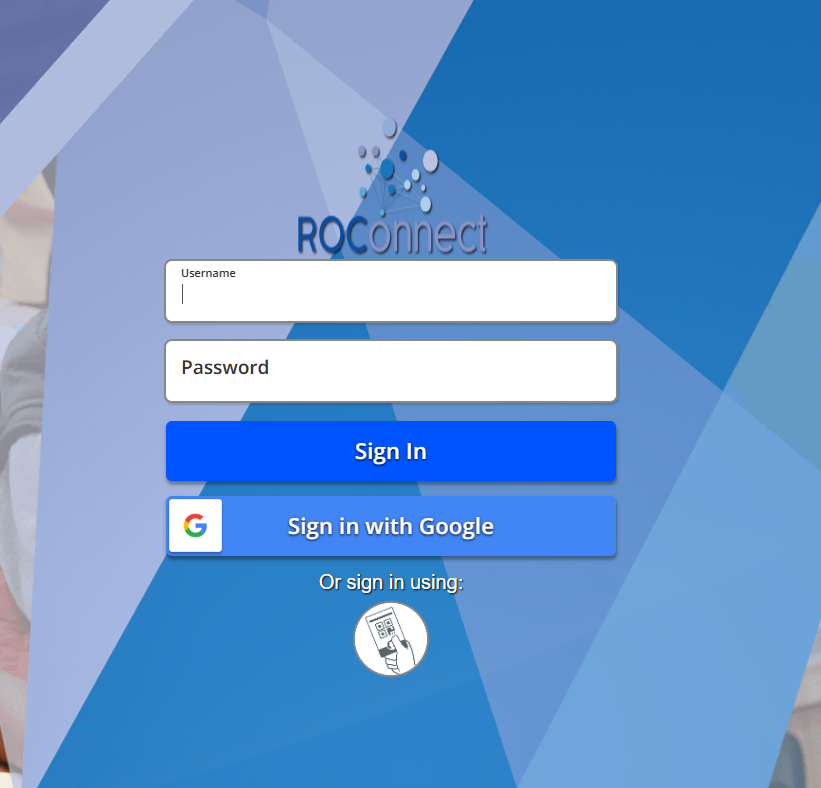 ROConnect
Username
Password
Sign In
Sign in with Google
Or sign in using: